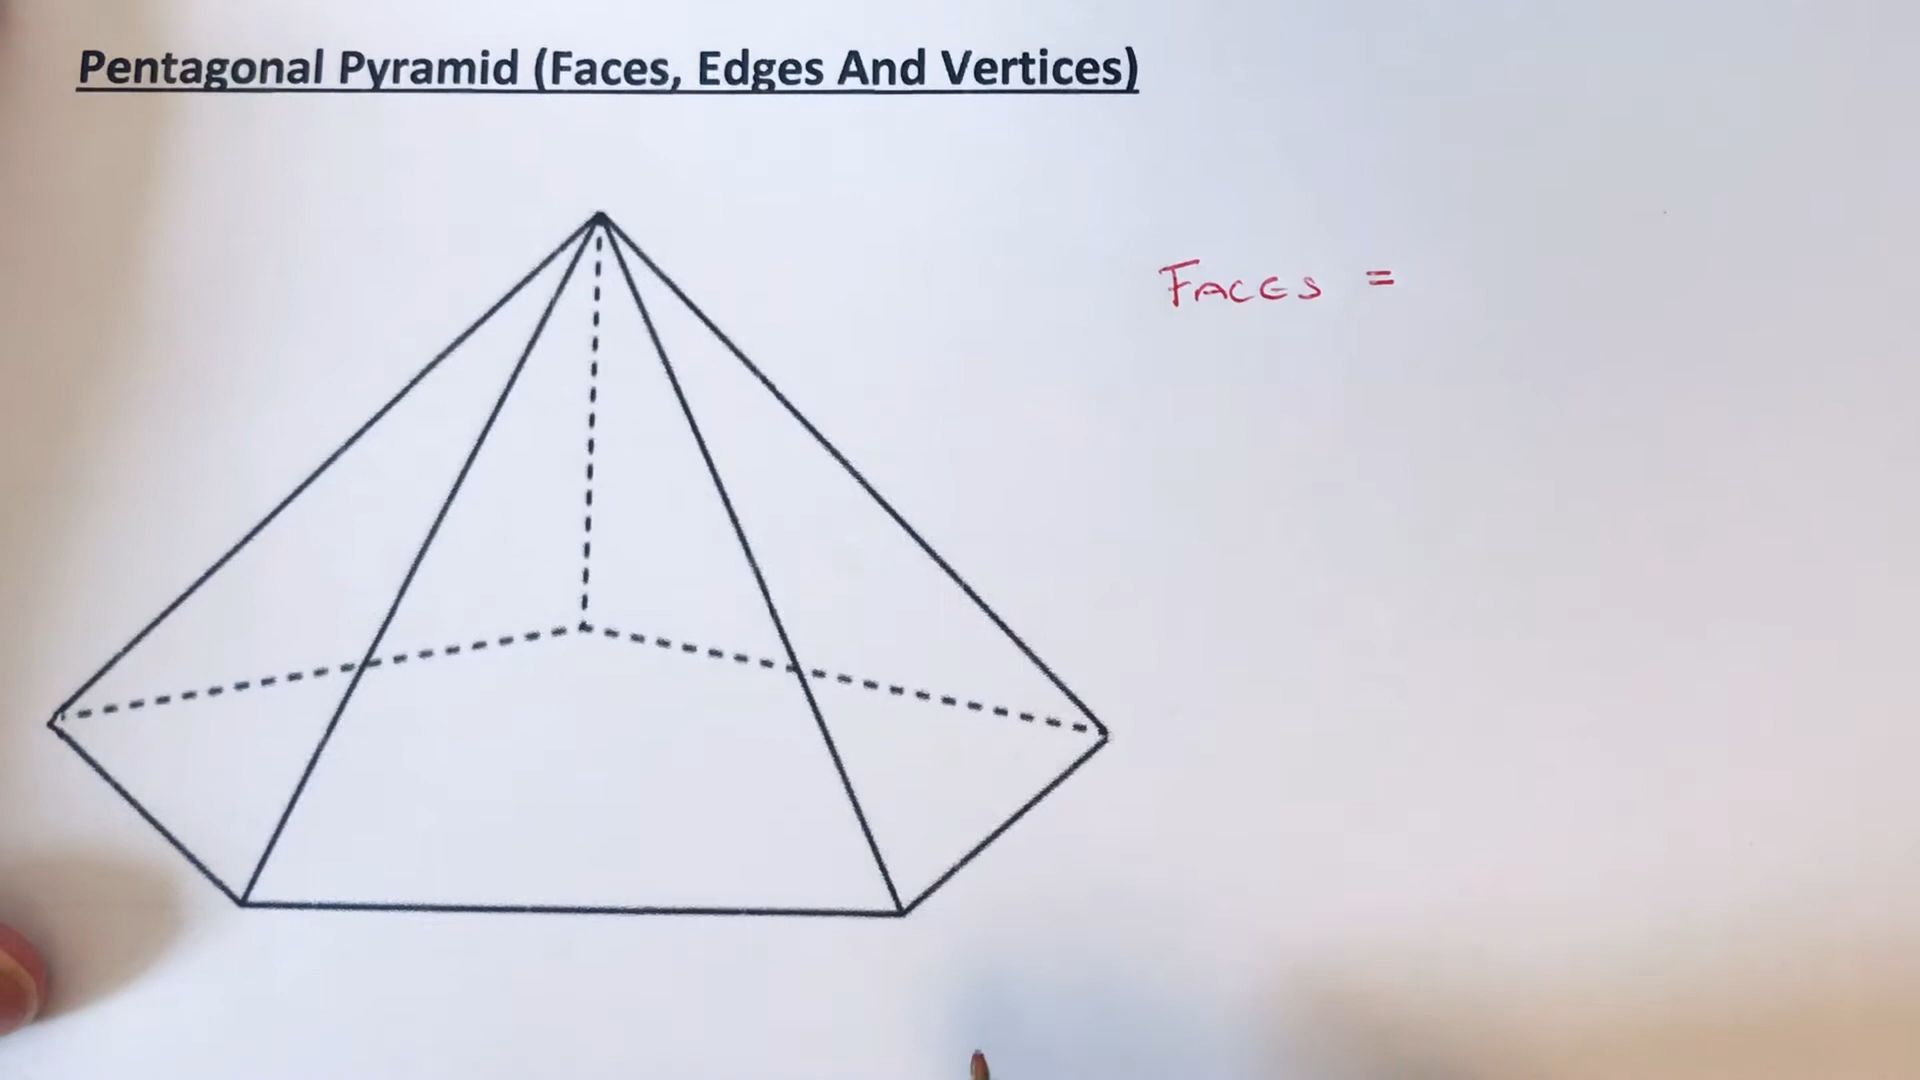 Pentagonal Pyramid (Faces, Edges And Vertices)
FACES =